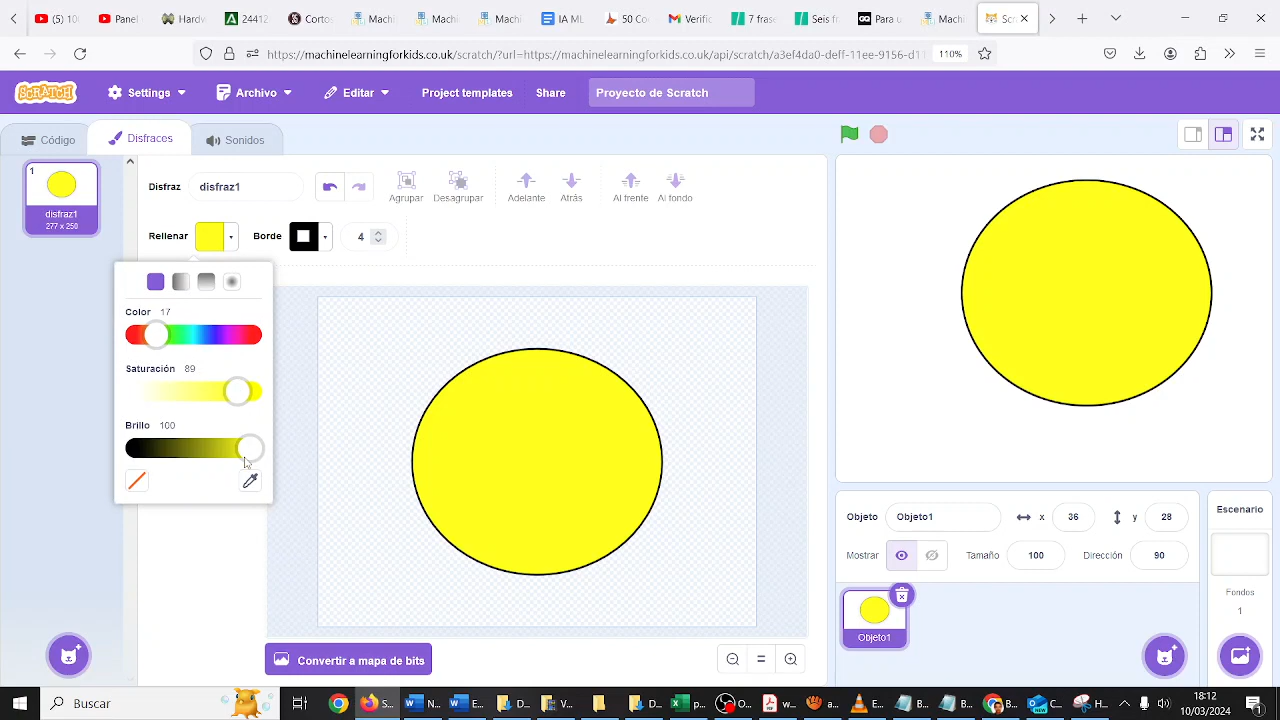 (5) 10
Panel
Hardv
24412
Cortos
Machi
Machi
Machi
IA ML
50 Co
Verific
7 frase
Seis fr
Para u
Machi
Scra
https://machinelearningforkids.co.uk/scratch/?url=https://machinelearningforkids.co.uk/api/scratch/a3ef4da0-deff-11ee-9156-d11
110%
SCRATCH
Settings
Archivo
Editar
Project templates
Share
Proyecto de Scratch
Código
Disfraces
Sonidos
1
disfraz1
277 x 250
Disfraz
disfraz1
Agrupar
Desagrupar
Adelante
Atrás
Al frente
Al fondo
Rellenar
Borde
4
Color 17
Saturación 89
Brillo 100
Convertir a mapa de bits
Objeto
Objeto1
x
36
y
28
Mostrar
Tamaño
100
Dirección
90
Objeto1
Escenario
Fondos
1
Buscar
N..
E..
D..
V..
D..
E..
O..
w..
B..
E..
B..
B..
C..
H..
18:12
10/03/2024